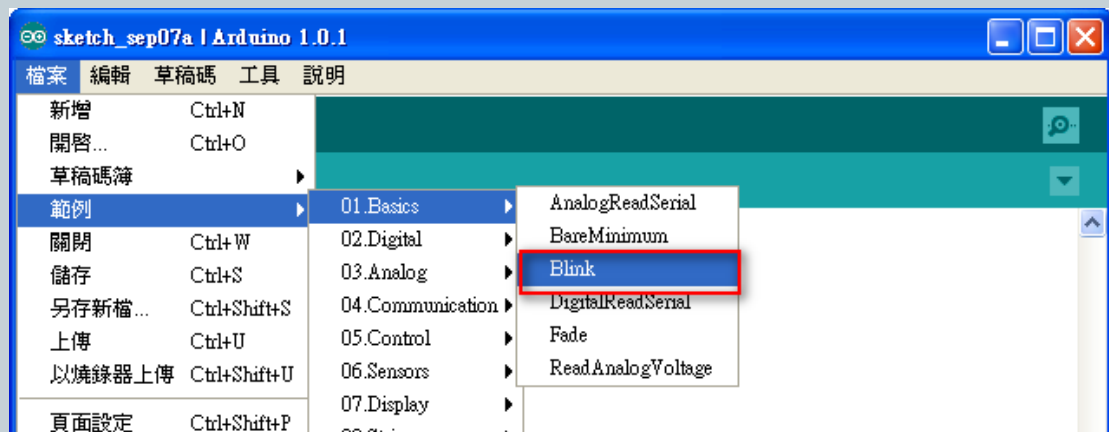 sketch_sep07a | Arduino 1.0.1
檔案 編輯 草稿碼 工具 說明
新增 Ctrl+N
開啓... Ctrl+O
草稿碼簿
範例
關閉 Ctrl+W
儲存 Ctrl+S
另存新檔... Ctrl+Shift+S
上傳 Ctrl+U
以燒錄器上傳 Ctrl+Shift+U
頁面設定 Ctrl+Shift+P
01.Basics
02.Digital
03.Analog
04.Communication
05.Control
06.Sensors
07.Display
AnalogReadSerial
BareMinimum
Blink
DigitalReadSerial
Fade
ReadAnalogVoltage